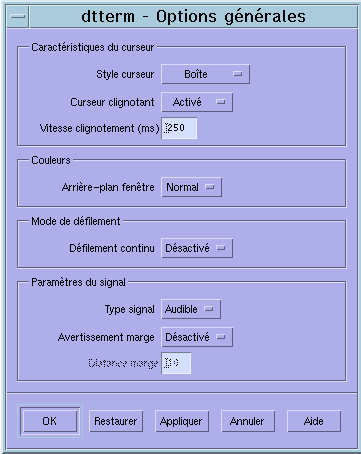 dtterm - Options générales
Caractéristiques du curseur
Style curseur Boîte
Curseur clignotant Activé
Vitesse clignotement (ms) 250
Couleurs
Arrière-plan fenêtre Normal
Mode de défilement
Défilement continu Désactivé
Paramètres du signal
Type signal Audible
Avertissement marge Désactivé
Distance marge 10
OK Restaurer Appliquer Annuler Aide